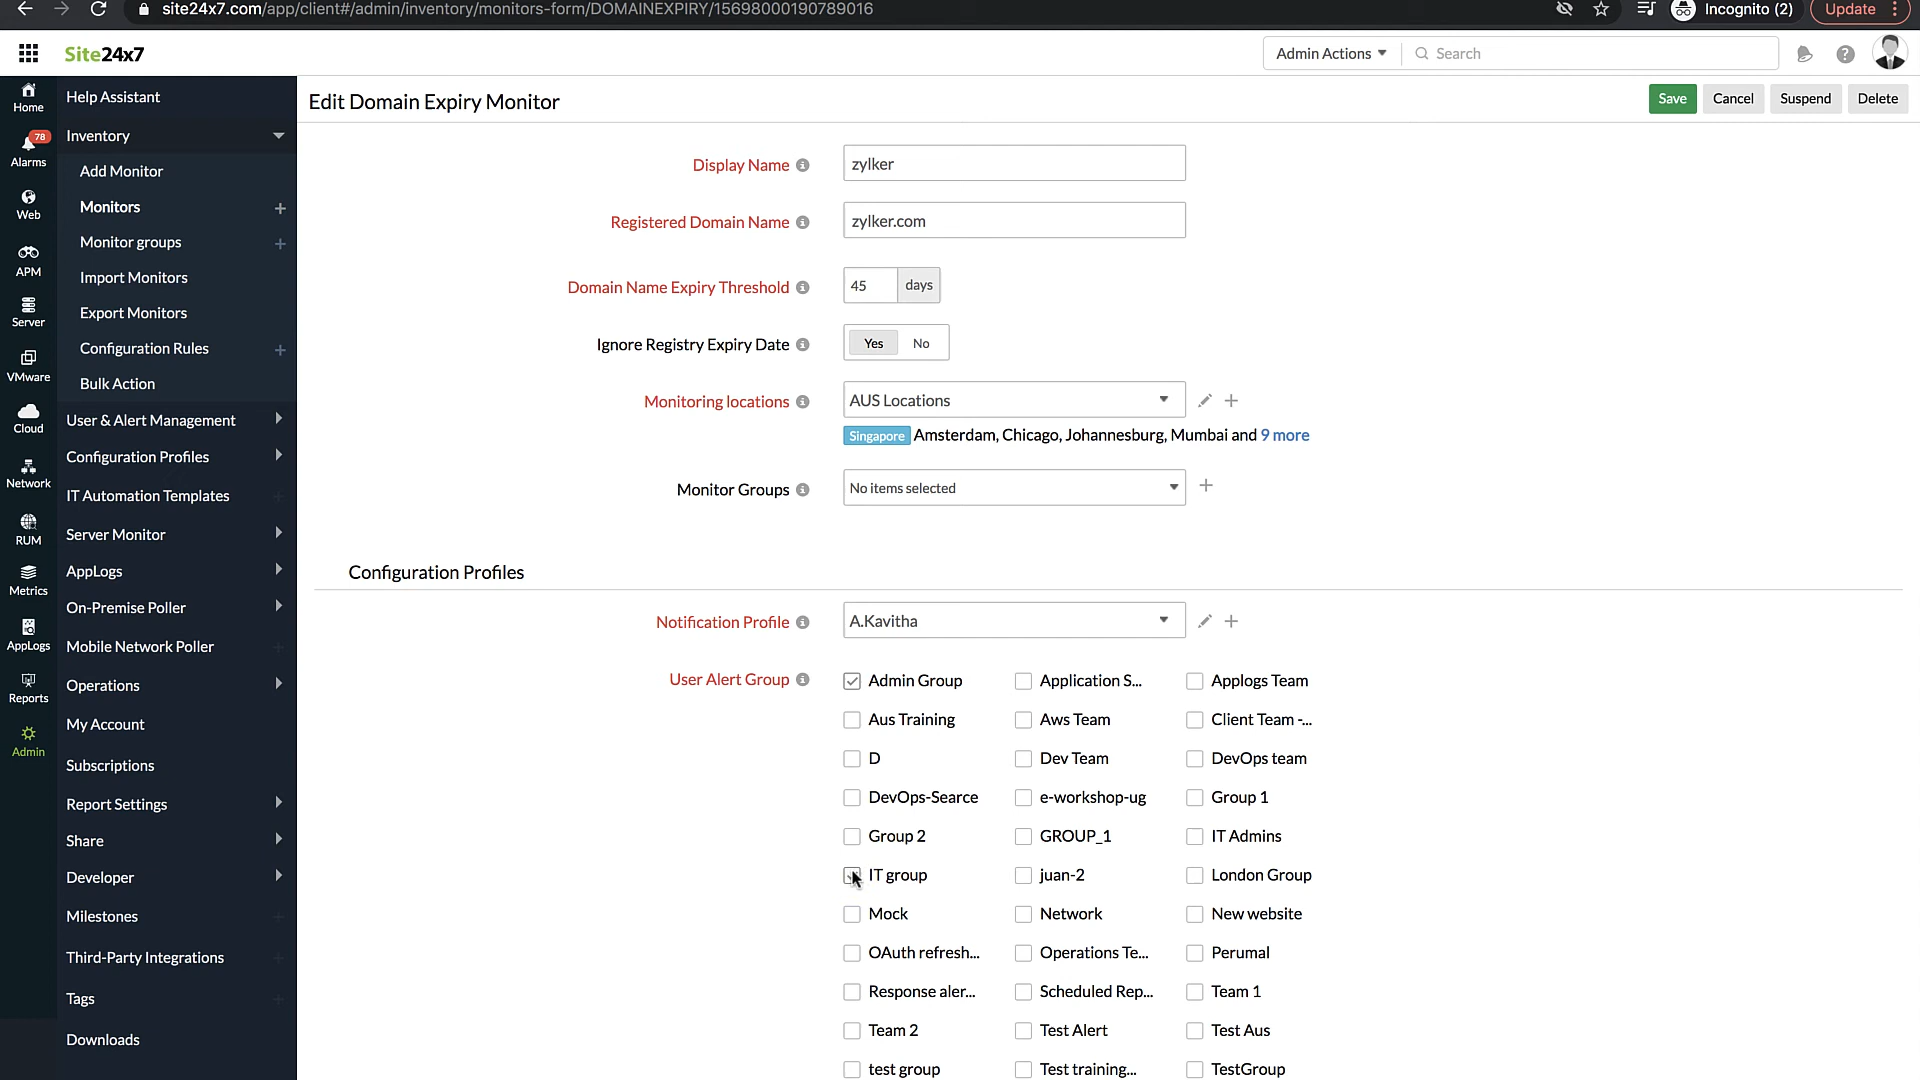 site24x7.com/app/client#/admin/inventory/monitors-form/DOMAINEXPIRY/15698000190789016
Incognito (2)
Update
Site24x7
Admin Actions
Search
Home
78
Alarms
Web
APM
Server
VMware
Cloud
Network
RUM
Metrics
AppLogs
Reports
Admin
Help Assistant
Inventory
Add Monitor
Monitors
Monitor groups
Import Monitors
Export Monitors
Configuration Rules
Bulk Action
User & Alert Management
Configuration Profiles
IT Automation Templates
Server Monitor
AppLogs
On-Premise Poller
Mobile Network Poller
Operations
My Account
Subscriptions
Report Settings
Share
Developer
Milestones
Third-Party Integrations
Tags
Downloads
Edit Domain Expiry Monitor
Save Cancel Suspend Delete
Display Name zylker
Registered Domain Name zylker.com
Domain Name Expiry Threshold 45 days
Ignore Registry Expiry Date Yes No
Monitoring locations AUS Locations
Singapore Amsterdam, Chicago, Johannesburg, Mumbai and 9 more
Monitor Groups No items selected
Configuration Profiles
Notification Profile A.Kavitha
User Alert Group Admin Group Application S... Applogs Team
Aus Training Aws Team Client Team -...
D Dev Team DevOps team
DevOps-Searce e-workshop-ug Group 1
Group 2 GROUP_1 IT Admins
IT group juan-2 London Group
Mock Network New website
OAuth refresh... Operations Te... Perumal
Response aler... Scheduled Rep... Team 1
Team 2 Test Alert Test Aus
test group Test training... TestGroup